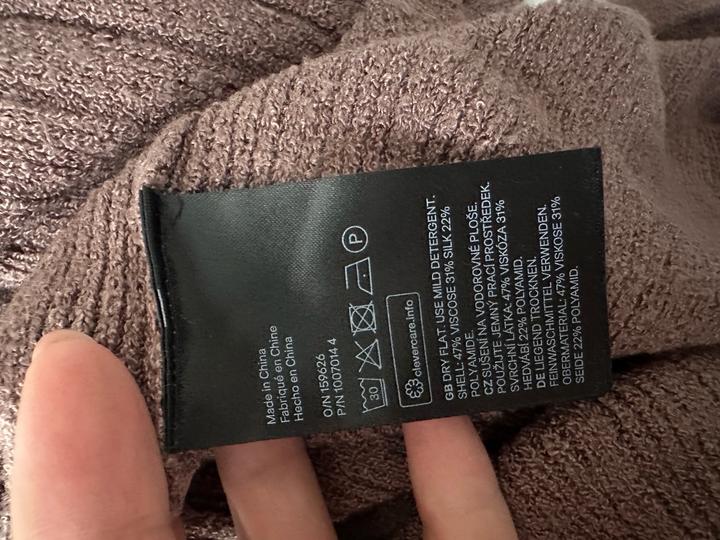 Made in China
Fabriqué en Chine
Hecho en China
O/N 159626
P/N 1007014 4
30
P
clevercare.info
GB DRY FLAT. USE MILD DETERGENT.
SHELL: 47% VISCOSE 31% SILK 22%
POLYAMIDE.
CZ SUŠENÍ NA VODOROVNÉ PLOŠE.
POUŽIJTE JEMNÝ PRACÍ PROSTŘEDEK.
SVRCHNÍ LÁTKA: 47% VISKÓZA 31%
HEDVÁBÍ 22% POLYAMID.
DE LIEGEND TROCKNEN.
FEINWASCHMITTEL VERWENDEN.
OBERMATERIAL: 47% VISKOSE 31%
SEIDE 22% POLYAMID.